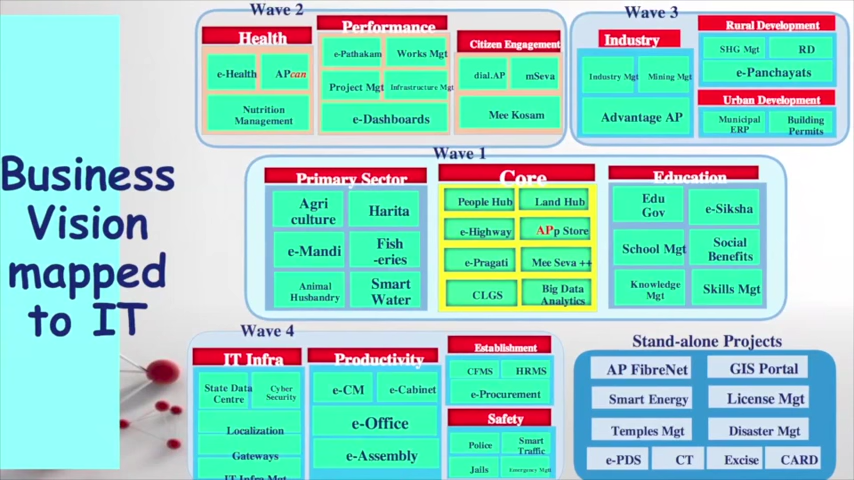 Business
Vision
mapped
to IT
Wave 2
Health
e-Health
APcan
Nutrition
Management
Performance
e-Pathakam
Works Mgt
Project Mgt
Infrastructure Mgt
e-Dashboards
Citizen Engagement
dial.AP
mSeva
Mee Kosam
Wave 3
Industry
Industry Mgt
Mining Mgt
Advantage AP
Rural Development
SHG Mgt
RD
e-Panchayats
Urban Development
Municipal
ERP
Building
Permits
Wave 1
Primary Sector
Agri
culture
Harita
e-Mandi
Fish
-eries
Animal
Husbandry
Smart
Water
Core
People Hub
Land Hub
e-Highway
APp Store
e-Pragati
Mee Seva ++
CLGS
Big Data
Analytics
Education
Edu
Gov
e-Siksha
School Mgt
Social
Benefits
Knowledge
Mgt
Skills Mgt
Wave 4
IT Infra
State Data
Centre
Cyber
Security
Localization
Gateways
IT Infra Mgt
Productivity
e-CM
e-Cabinet
e-Office
e-Assembly
Establishment
CFMS
HRMS
e-Procurement
Safety
Police
Smart
Traffic
Jails
Emergency Mgt
Stand-alone Projects
AP FibreNet
GIS Portal
Smart Energy
License Mgt
Temples Mgt
Disaster Mgt
e-PDS
CT
Excise
CARD